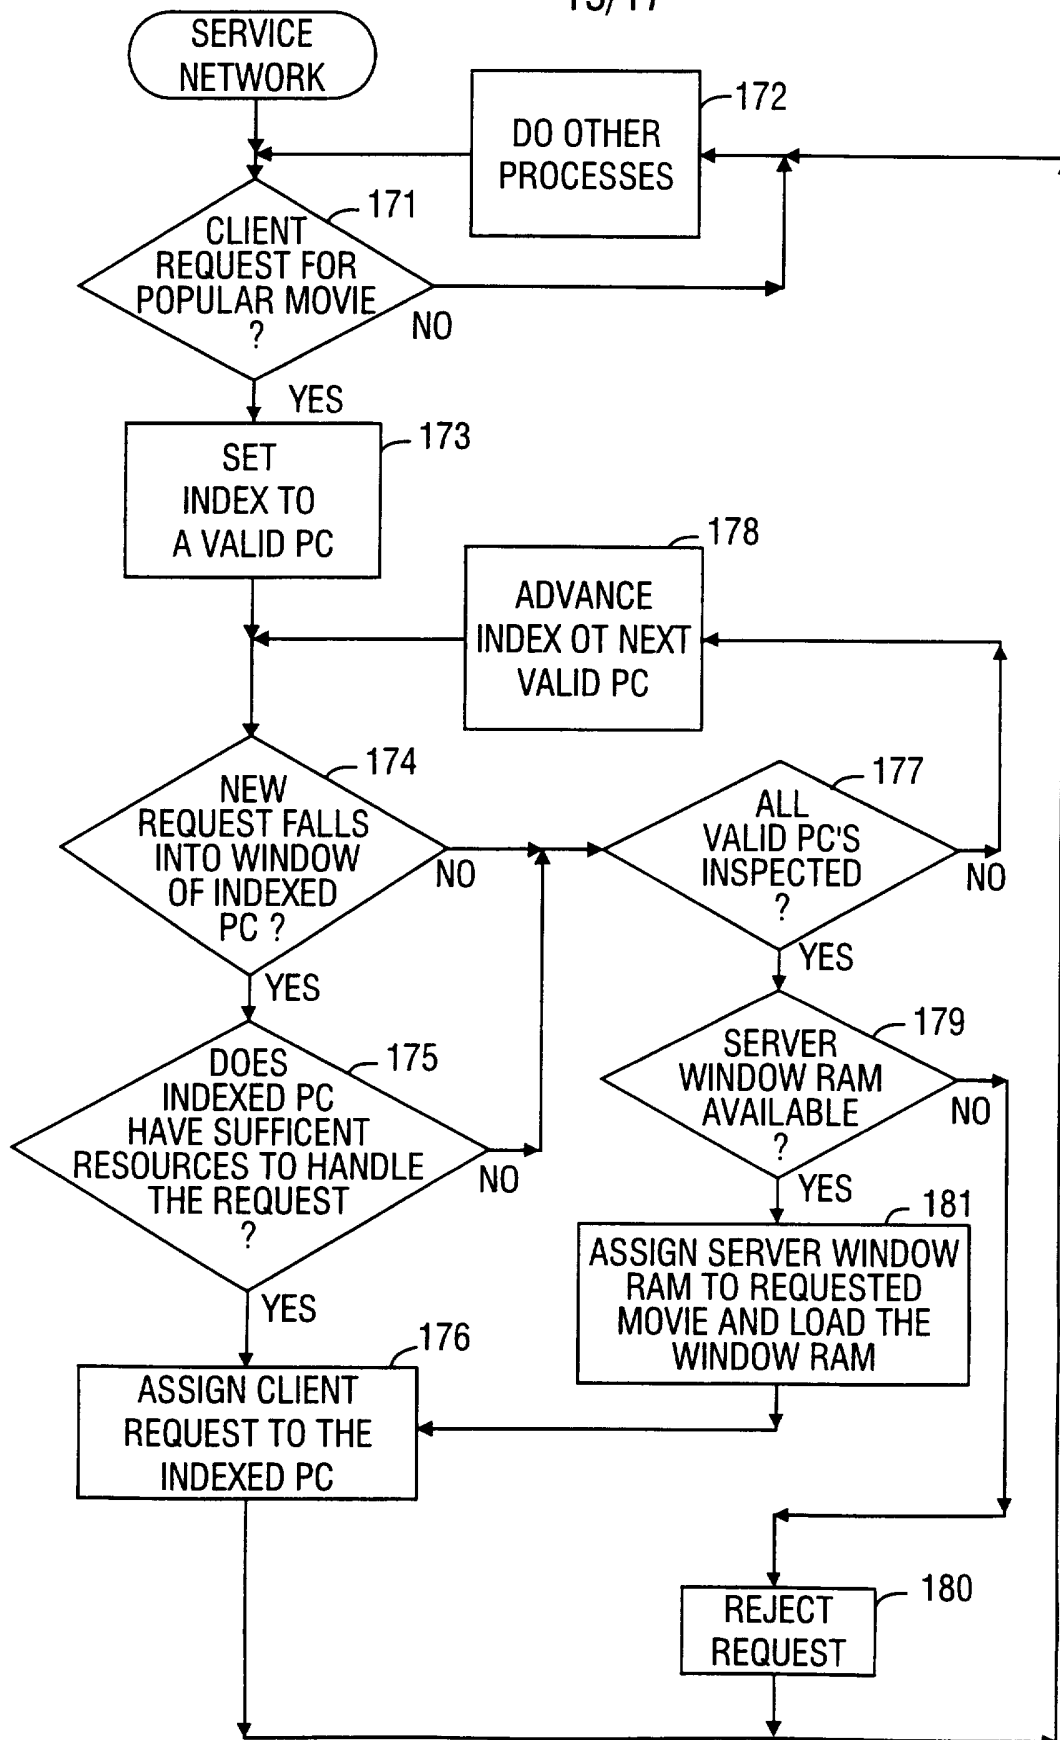 15/17
SERVICE
NETWORK
172
DO OTHER
PROCESSES
171
CLIENT
REQUEST FOR
POPULAR MOVIE
?
NO
YES
173
SET
INDEX TO
A VALID PC
178
ADVANCE
INDEX OT NEXT
VALID PC
174
NEW
REQUEST FALLS
INTO WINDOW
OF INDEXED
PC ?
NO
YES
177
ALL
VALID PC'S
INSPECTED
?
NO
YES
175
DOES
INDEXED PC
HAVE SUFFICENT
RESOURCES TO HANDLE
THE REQUEST
?
NO
YES
179
SERVER
WINDOW RAM
AVAILABLE
?
NO
YES
181
ASSIGN SERVER WINDOW
RAM TO REQUESTED
MOVIE AND LOAD THE
WINDOW RAM
176
ASSIGN CLIENT
REQUEST TO THE
INDEXED PC
180
REJECT
REQUEST